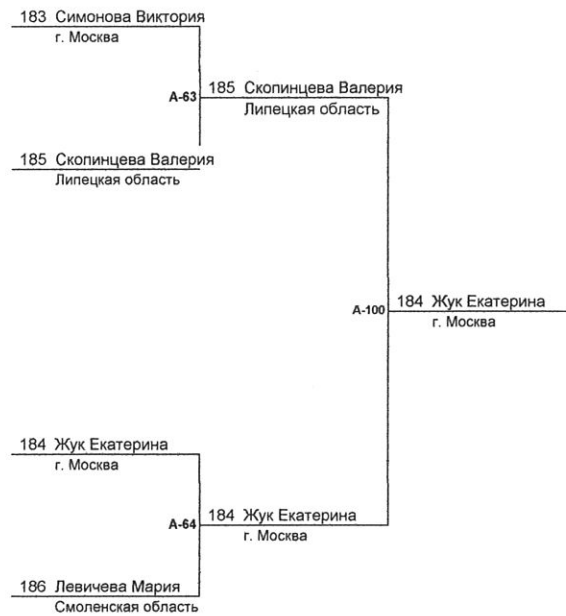 183 Симонова Виктория
г. Москва
А-63
185 Скопинцева Валерия
Липецкая область
185 Скопинцева Валерия
Липецкая область
А-100
184 Жук Екатерина
г. Москва
184 Жук Екатерина
г. Москва
А-64
184 Жук Екатерина
г. Москва
186 Левичева Мария
Смоленская область